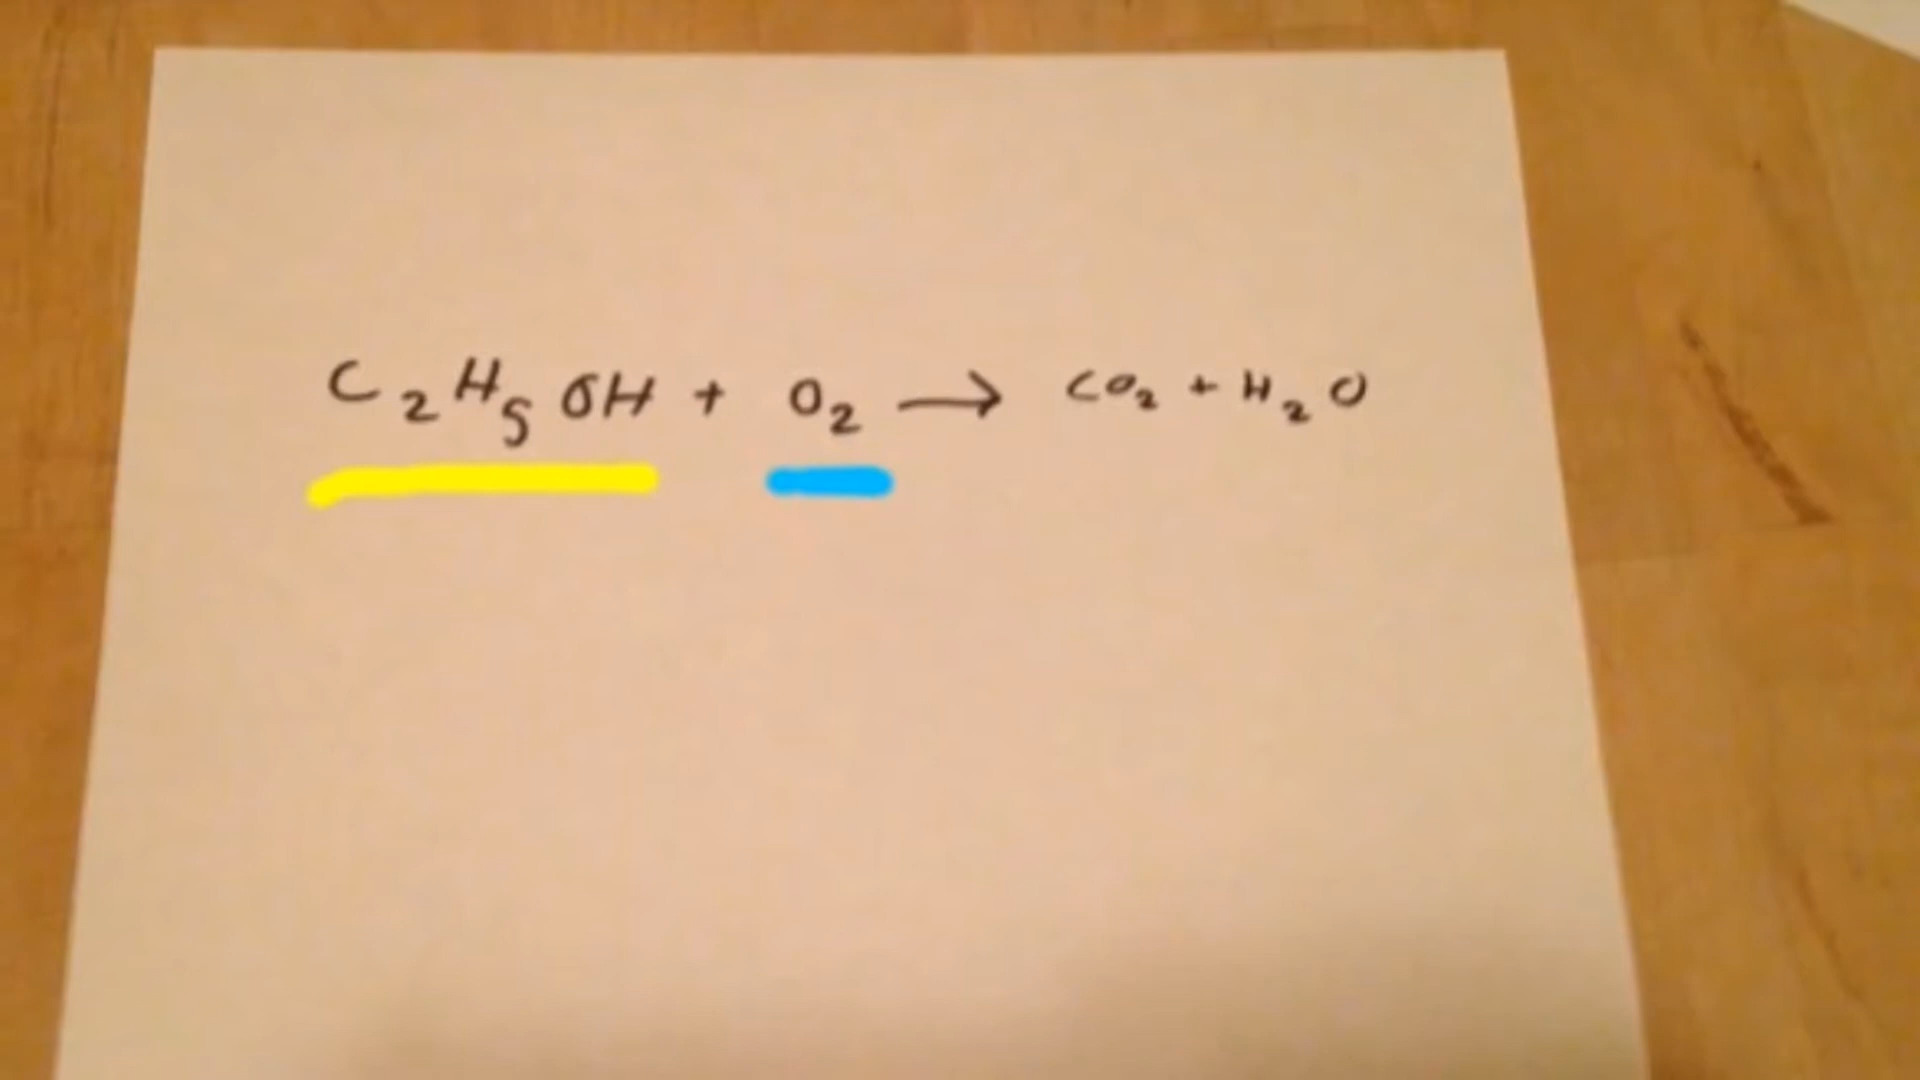 C₂H₅OH + O₂ → CO₂ + H₂O